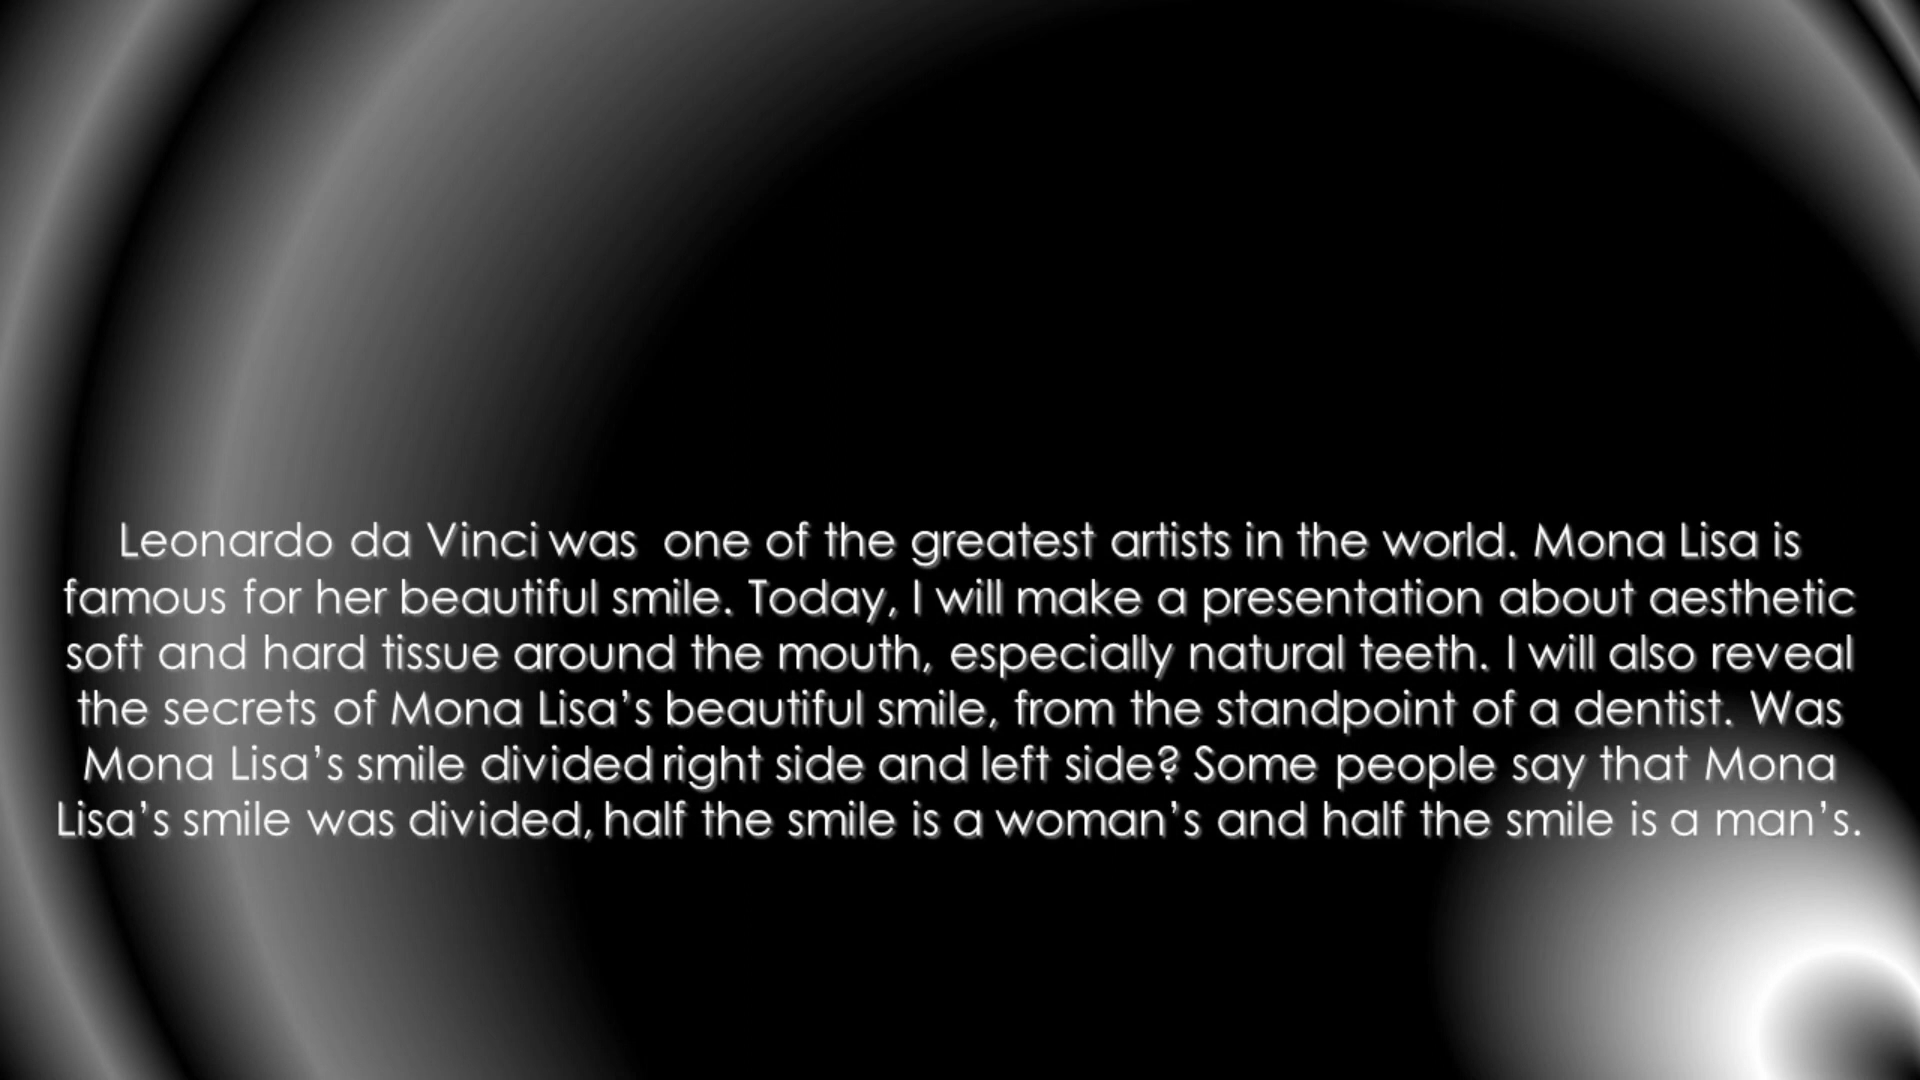 Leonardo da Vinci was one of the greatest artists in the world. Mona Lisa is
famous for her beautiful smile. Today, I will make a presentation about aesthetic
soft and hard tissue around the mouth, especially natural teeth. I will also reveal
the secrets of Mona Lisa’s beautiful smile, from the standpoint of a dentist. Was
Mona Lisa’s smile divided right side and left side? Some people say that Mona
Lisa’s smile was divided, half the smile is a woman’s and half the smile is a man’s.